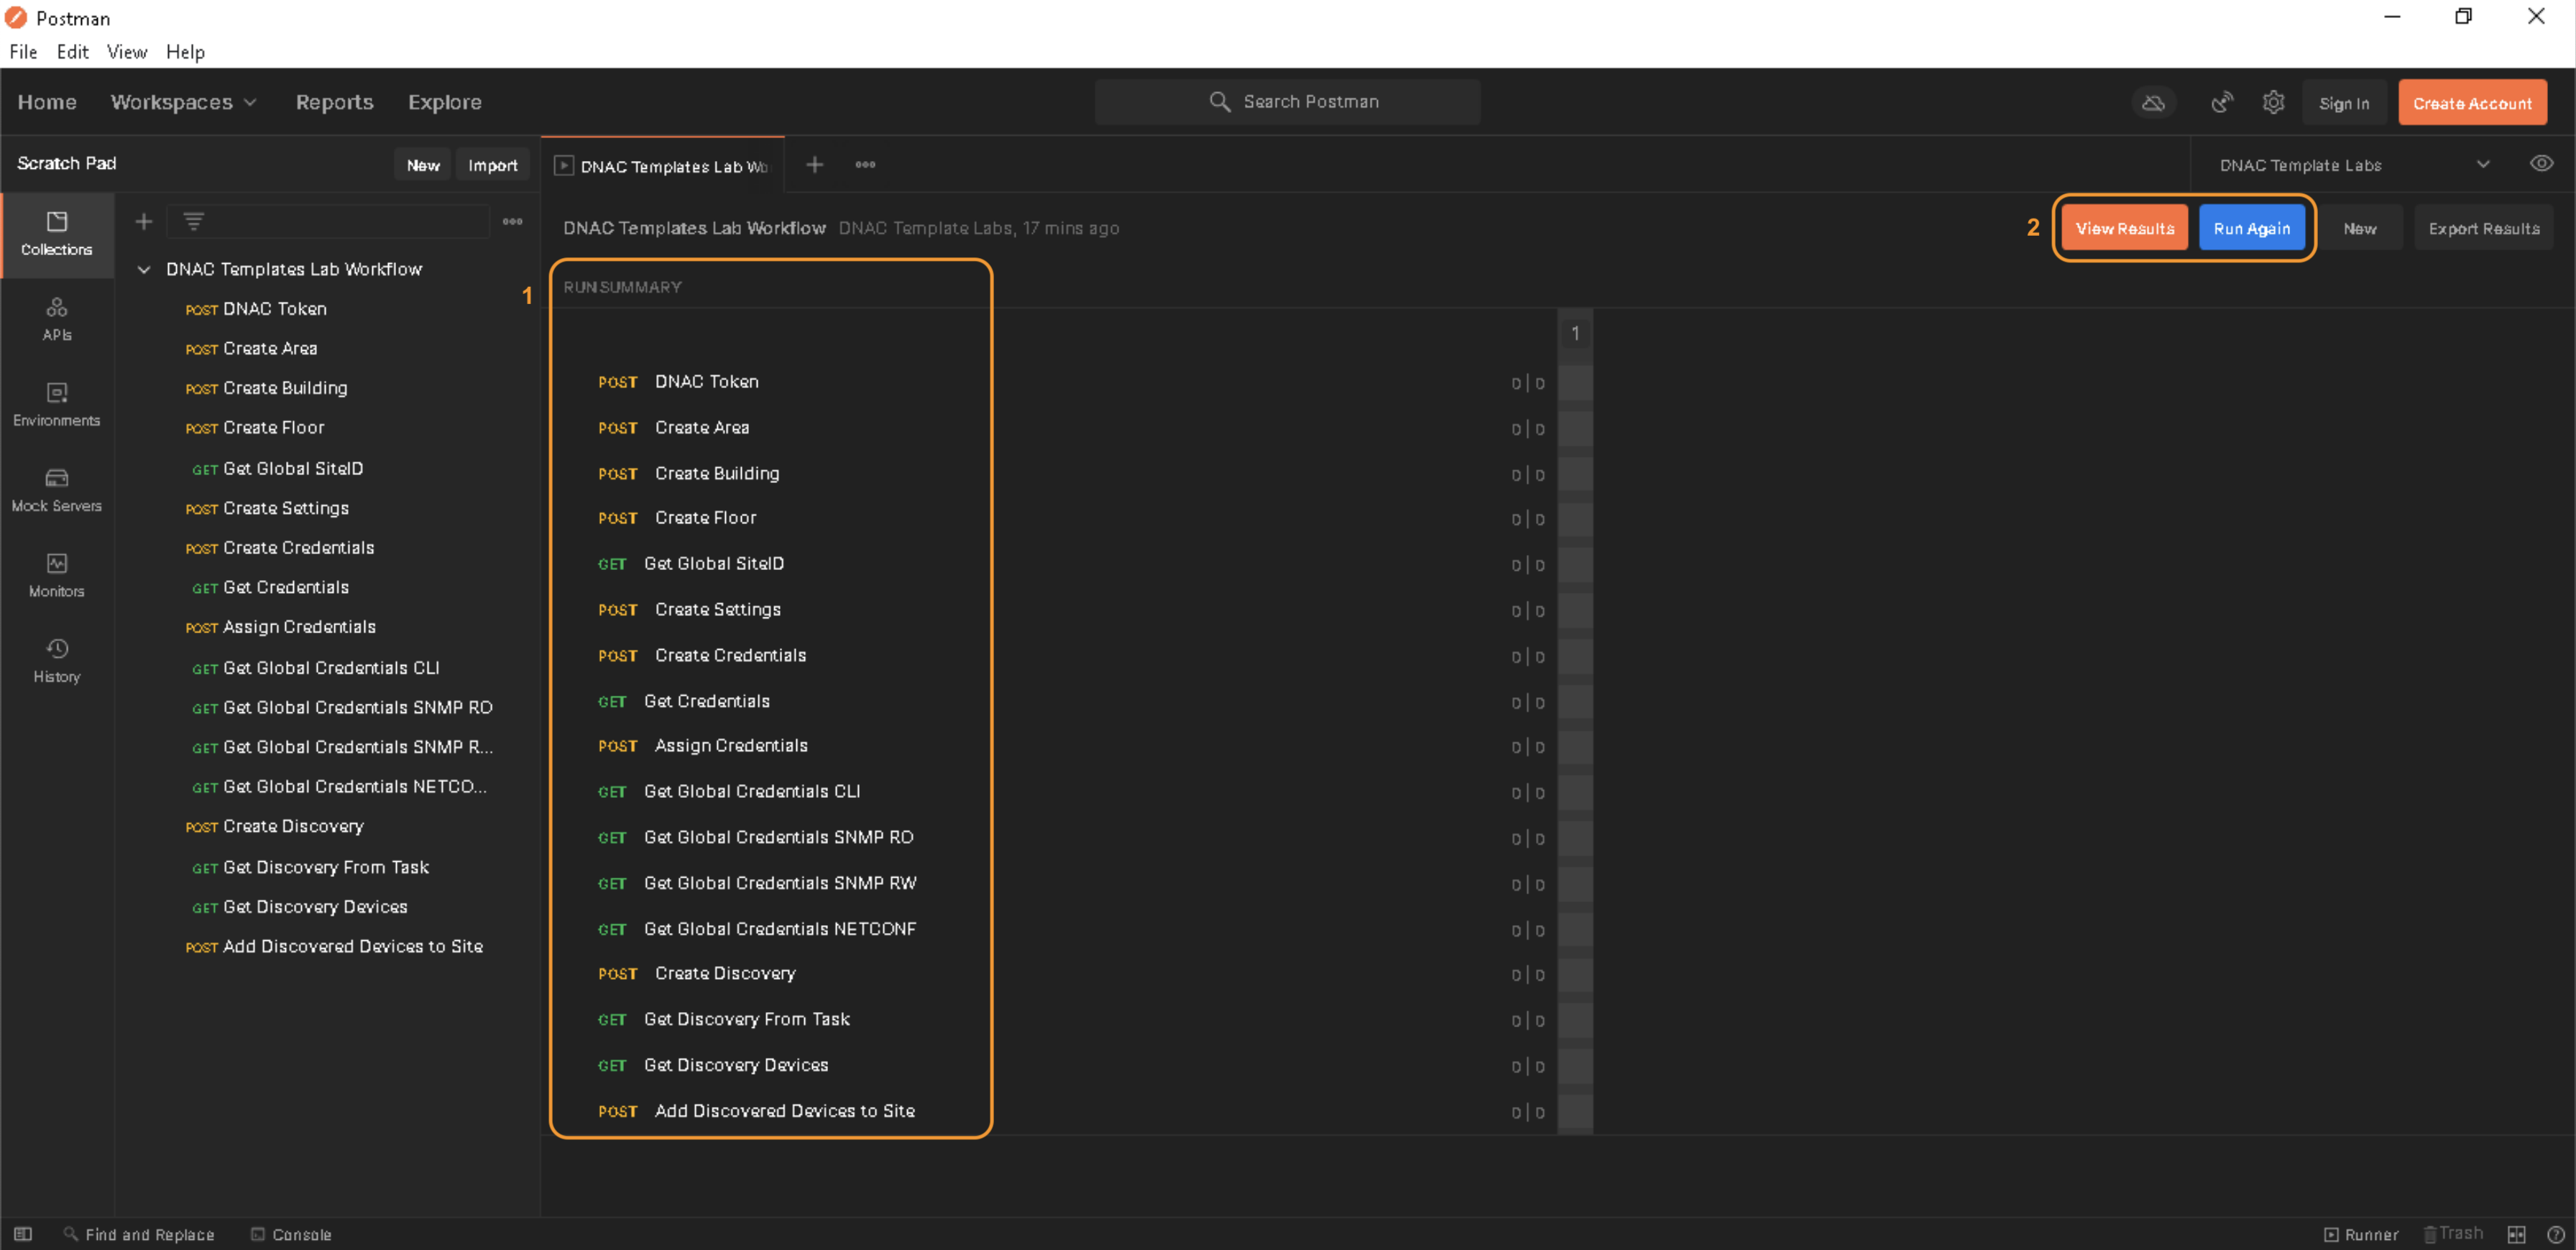 Postman
File Edit View Help
Home Workspaces Reports Explore
Search Postman
Sign In Create Account
Scratch Pad New Import
DNAC Templates Lab Wo
DNAC Template Labs
Collections
APIs
Environments
Mock Servers
Monitors
History
DNAC Templates Lab Workflow
POST DNAC Token
POST Create Area
POST Create Building
POST Create Floor
GET Get Global SiteID
POST Create Settings
POST Create Credentials
GET Get Credentials
POST Assign Credentials
GET Get Global Credentials CLI
GET Get Global Credentials SNMP RO
GET Get Global Credentials SNMP R...
GET Get Global Credentials NETCO...
POST Create Discovery
GET Get Discovery From Task
GET Get Discovery Devices
POST Add Discovered Devices to Site
DNAC Templates Lab Workflow DNAC Template Labs, 17 mins ago
2 View Results Run Again New Export Results
1 RUN SUMMARY
1
POST DNAC Token 0 | 0
POST Create Area 0 | 0
POST Create Building 0 | 0
POST Create Floor 0 | 0
GET Get Global SiteID 0 | 0
POST Create Settings 0 | 0
POST Create Credentials 0 | 0
GET Get Credentials 0 | 0
POST Assign Credentials 0 | 0
GET Get Global Credentials CLI 0 | 0
GET Get Global Credentials SNMP RO 0 | 0
GET Get Global Credentials SNMP RW 0 | 0
GET Get Global Credentials NETCONF 0 | 0
POST Create Discovery 0 | 0
GET Get Discovery From Task 0 | 0
GET Get Discovery Devices 0 | 0
POST Add Discovered Devices to Site 0 | 0
Find and Replace Console
Runner Trash